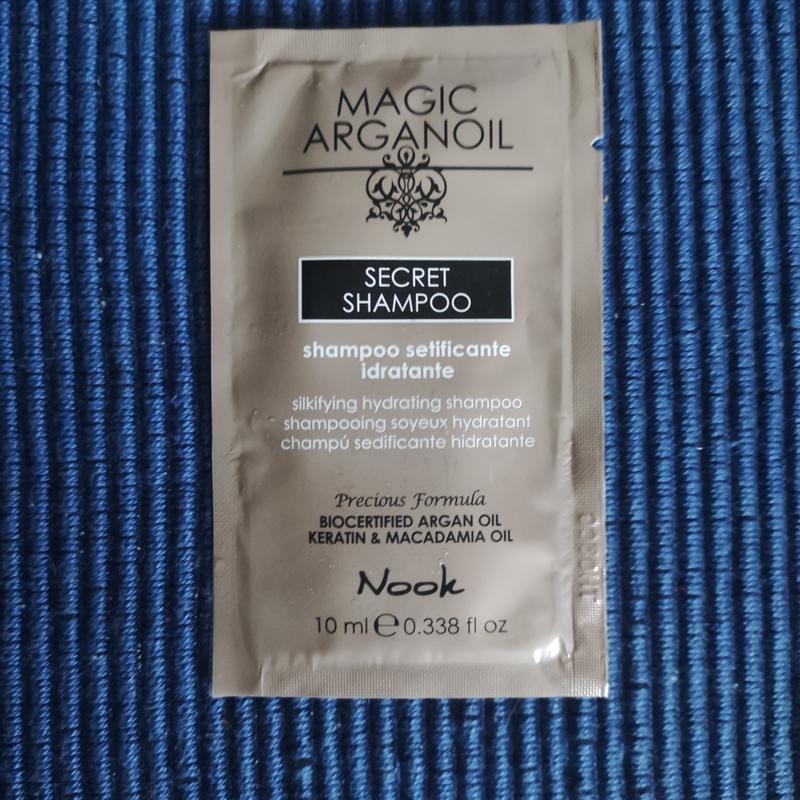 MAGIC
ARGANOIL
SECRET
SHAMPOO
shampoo setificante
idratante
silkifying hydrating shampoo
shampooing soyeux hydratant
champú sedificante hidratante
Precious Formula
BIOCERTIFIED ARGAN OIL
KERATIN & MACADAMIA OIL
Nook
10 ml ℮ 0.338 fl oz